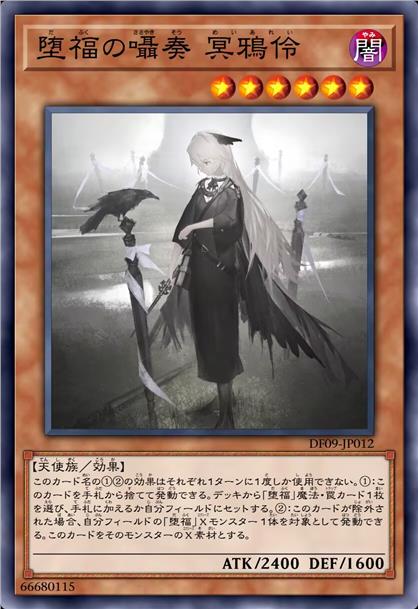 堕福の囁奏 冥鴉伶
闇
DF09-JP012
【天使族／効果】
このカード名の①②の効果はそれぞれ1ターンに1度しか使用できない。①:こ
のカードを手札から捨てて発動できる。デッキから「堕福」魔法・罠カード1枚
を選び、手札に加えるか自分フィールドにセットする。②:このカードが除外さ
れた場合、自分フィールドの「堕福」Xモンスター1体を対象として発動でき
る。このカードをそのモンスターのX素材とする。
ATK/2400 DEF/1600
66680115